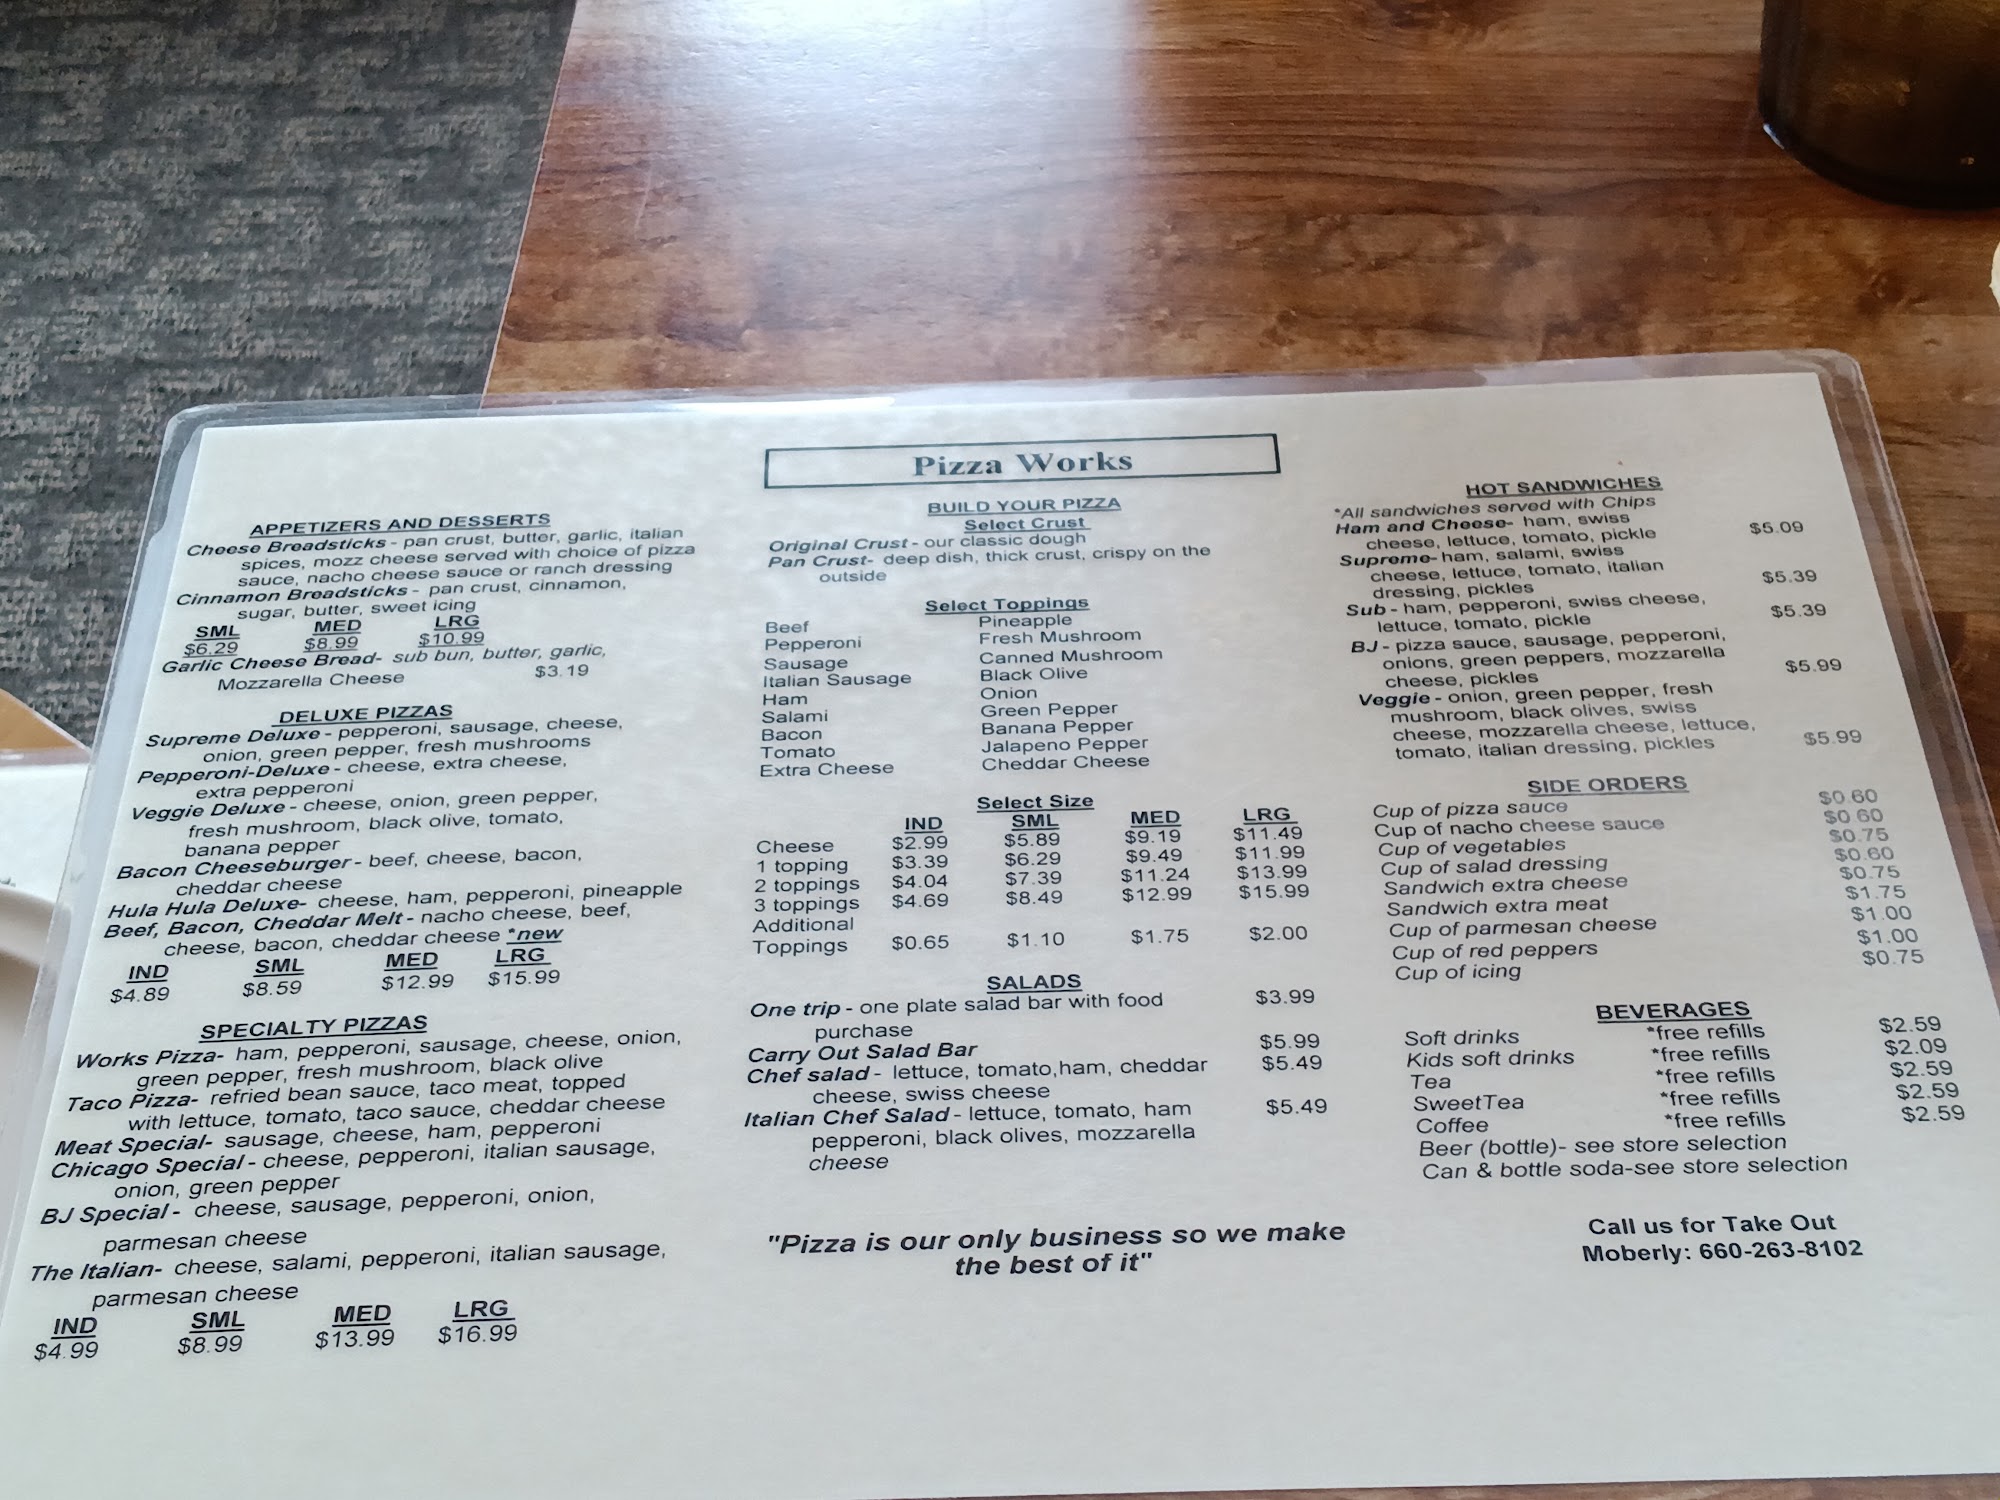 Pizza Works
APPETIZERS AND DESSERTS
Cheese Breadsticks - pan crust, butter, garlic, italian
spices, mozz cheese served with choice of pizza
sauce, nacho cheese sauce or ranch dressing
Cinnamon Breadsticks - pan crust, cinnamon,
sugar, butter, sweet icing
SML MED LRG
$6.29 $8.99 $10.99
Garlic Cheese Bread- sub bun, butter, garlic,
Mozzarella Cheese $3.19
DELUXE PIZZAS
Supreme Deluxe - pepperoni, sausage, cheese,
onion, green pepper, fresh mushrooms
Pepperoni-Deluxe - cheese, extra cheese,
extra pepperoni
Veggie Deluxe - cheese, onion, green pepper,
fresh mushroom, black olive, tomato,
banana pepper
Bacon Cheeseburger - beef, cheese, bacon,
cheddar cheese
Hula Hula Deluxe- cheese, ham, pepperoni, pineapple
Beef, Bacon, Cheddar Melt - nacho cheese, beef,
cheese, bacon, cheddar cheese *new
IND SML MED LRG
$4.89 $8.59 $12.99 $15.99
SPECIALTY PIZZAS
Works Pizza- ham, pepperoni, sausage, cheese, onion,
green pepper, fresh mushroom, black olive
Taco Pizza- refried bean sauce, taco meat, topped
with lettuce, tomato, taco sauce, cheddar cheese
Meat Special- sausage, cheese, ham, pepperoni
Chicago Special - cheese, pepperoni, italian sausage,
onion, green pepper
BJ Special - cheese, sausage, pepperoni, onion,
parmesan cheese
The Italian- cheese, salami, pepperoni, italian sausage,
parmesan cheese
IND SML MED LRG
$4.99 $8.99 $13.99 $16.99
BUILD YOUR PIZZA
Select Crust
Original Crust - our classic dough
Pan Crust- deep dish, thick crust, crispy on the
outside
Select Toppings
Beef Pineapple
Pepperoni Fresh Mushroom
Sausage Canned Mushroom
Italian Sausage Black Olive
Ham Onion
Salami Green Pepper
Bacon Banana Pepper
Tomato Jalapeno Pepper
Extra Cheese Cheddar Cheese
Select Size
IND SML MED LRG
Cheese $2.99 $5.89 $9.19 $11.49
1 topping $3.39 $6.29 $9.49 $11.99
2 toppings $4.04 $7.39 $11.24 $13.99
3 toppings $4.69 $8.49 $12.99 $15.99
Additional
Toppings $0.65 $1.10 $1.75 $2.00
SALADS
One trip - one plate salad bar with food $3.99
purchase
Carry Out Salad Bar $5.99
Chef salad - lettuce, tomato,ham, cheddar $5.49
cheese, swiss cheese
Italian Chef Salad - lettuce, tomato, ham $5.49
pepperoni, black olives, mozzarella
cheese
"Pizza is our only business so we make
the best of it"
HOT SANDWICHES
*All sandwiches served with Chips
Ham and Cheese- ham, swiss
cheese, lettuce, tomato, pickle $5.09
Supreme- ham, salami, swiss
cheese, lettuce, tomato, italian
dressing, pickles $5.39
Sub - ham, pepperoni, swiss cheese,
lettuce, tomato, pickle $5.39
BJ - pizza sauce, sausage, pepperoni,
onions, green peppers, mozzarella
cheese, pickles $5.99
Veggie - onion, green pepper, fresh
mushroom, black olives, swiss
cheese, mozzarella cheese, lettuce,
tomato, italian dressing, pickles $5.99
SIDE ORDERS
Cup of pizza sauce $0.60
Cup of nacho cheese sauce $0.60
Cup of vegetables $0.75
Cup of salad dressing $0.60
Sandwich extra cheese $0.75
Sandwich extra meat $1.75
Cup of parmesan cheese $1.00
Cup of red peppers $1.00
Cup of icing $0.75
BEVERAGES
Soft drinks *free refills $2.59
Kids soft drinks *free refills $2.09
Tea *free refills $2.59
SweetTea *free refills $2.59
Coffee *free refills $2.59
Beer (bottle)- see store selection
Can & bottle soda-see store selection
Call us for Take Out
Moberly: 660-263-8102